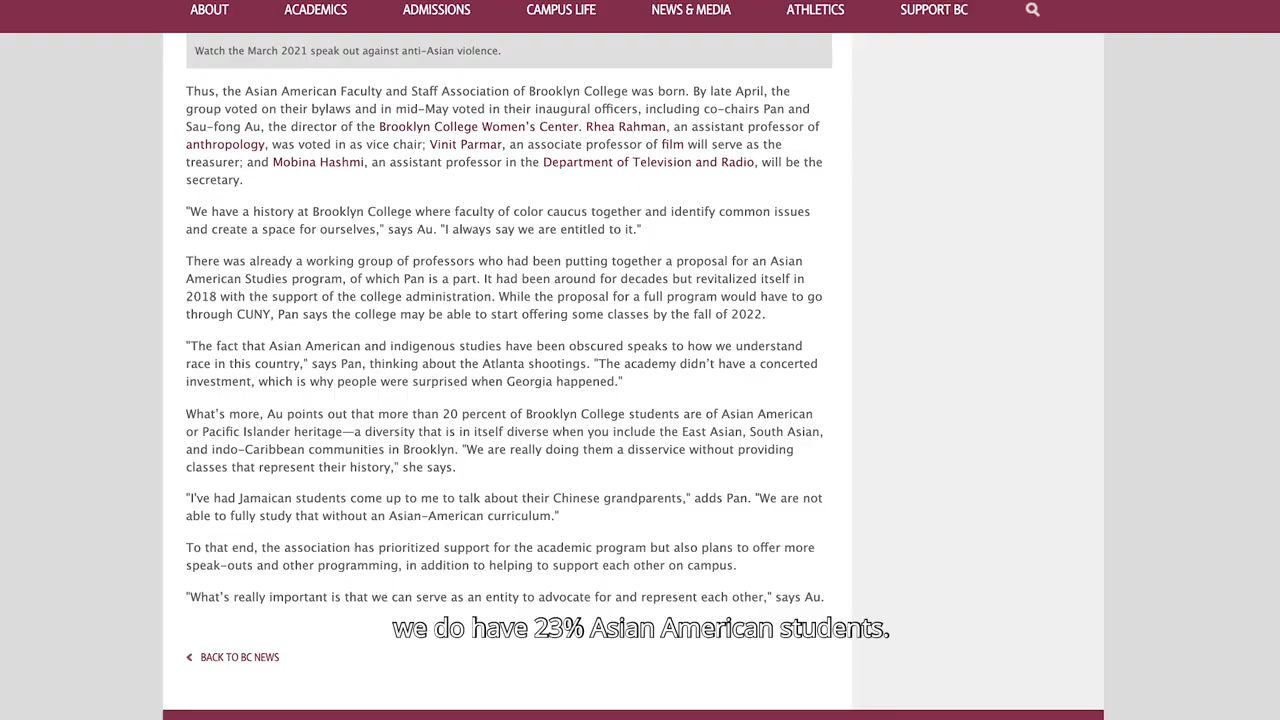 ABOUT ACADEMICS ADMISSIONS CAMPUS LIFE NEWS & MEDIA ATHLETICS SUPPORT BC
Watch the March 2021 speak out against anti-Asian violence.
Thus, the Asian American Faculty and Staff Association of Brooklyn College was born. By late April, the
group voted on their bylaws and in mid-May voted in their inaugural officers, including co-chairs Pan and
Sau-fong Au, the director of the Brooklyn College Women's Center. Rhea Rahman, an assistant professor of
anthropology, was voted in as vice chair; Vinit Parmar, an associate professor of film will serve as the
treasurer; and Mobina Hashmi, an assistant professor in the Department of Television and Radio, will be the
secretary.
"We have a history at Brooklyn College where faculty of color caucus together and identify common issues
and create a space for ourselves," says Au. "I always say we are entitled to it."
There was already a working group of professors who had been putting together a proposal for an Asian
American Studies program, of which Pan is a part. It had been around for decades but revitalized itself in
2018 with the support of the college administration. While the proposal for a full program would have to go
through CUNY, Pan says the college may be able to start offering some classes by the fall of 2022.
"The fact that Asian American and indigenous studies have been obscured speaks to how we understand
race in this country," says Pan, thinking about the Atlanta shootings. "The academy didn't have a concerted
investment, which is why people were surprised when Georgia happened."
What's more, Au points out that more than 20 percent of Brooklyn College students are of Asian American
or Pacific Islander heritage—a diversity that is in itself diverse when you include the East Asian, South Asian,
and indo-Caribbean communities in Brooklyn. "We are really doing them a disservice without providing
classes that represent their history," she says.
"I've had Jamaican students come up to me to talk about their Chinese grandparents," adds Pan. "We are not
able to fully study that without an Asian-American curriculum."
To that end, the association has prioritized support for the academic program but also plans to offer more
speak-outs and other programming, in addition to helping to support each other on campus.
"What's really important is that we can serve as an entity to advocate for and represent each other," says Au.
we do have 23% Asian American students.
BACK TO BC NEWS